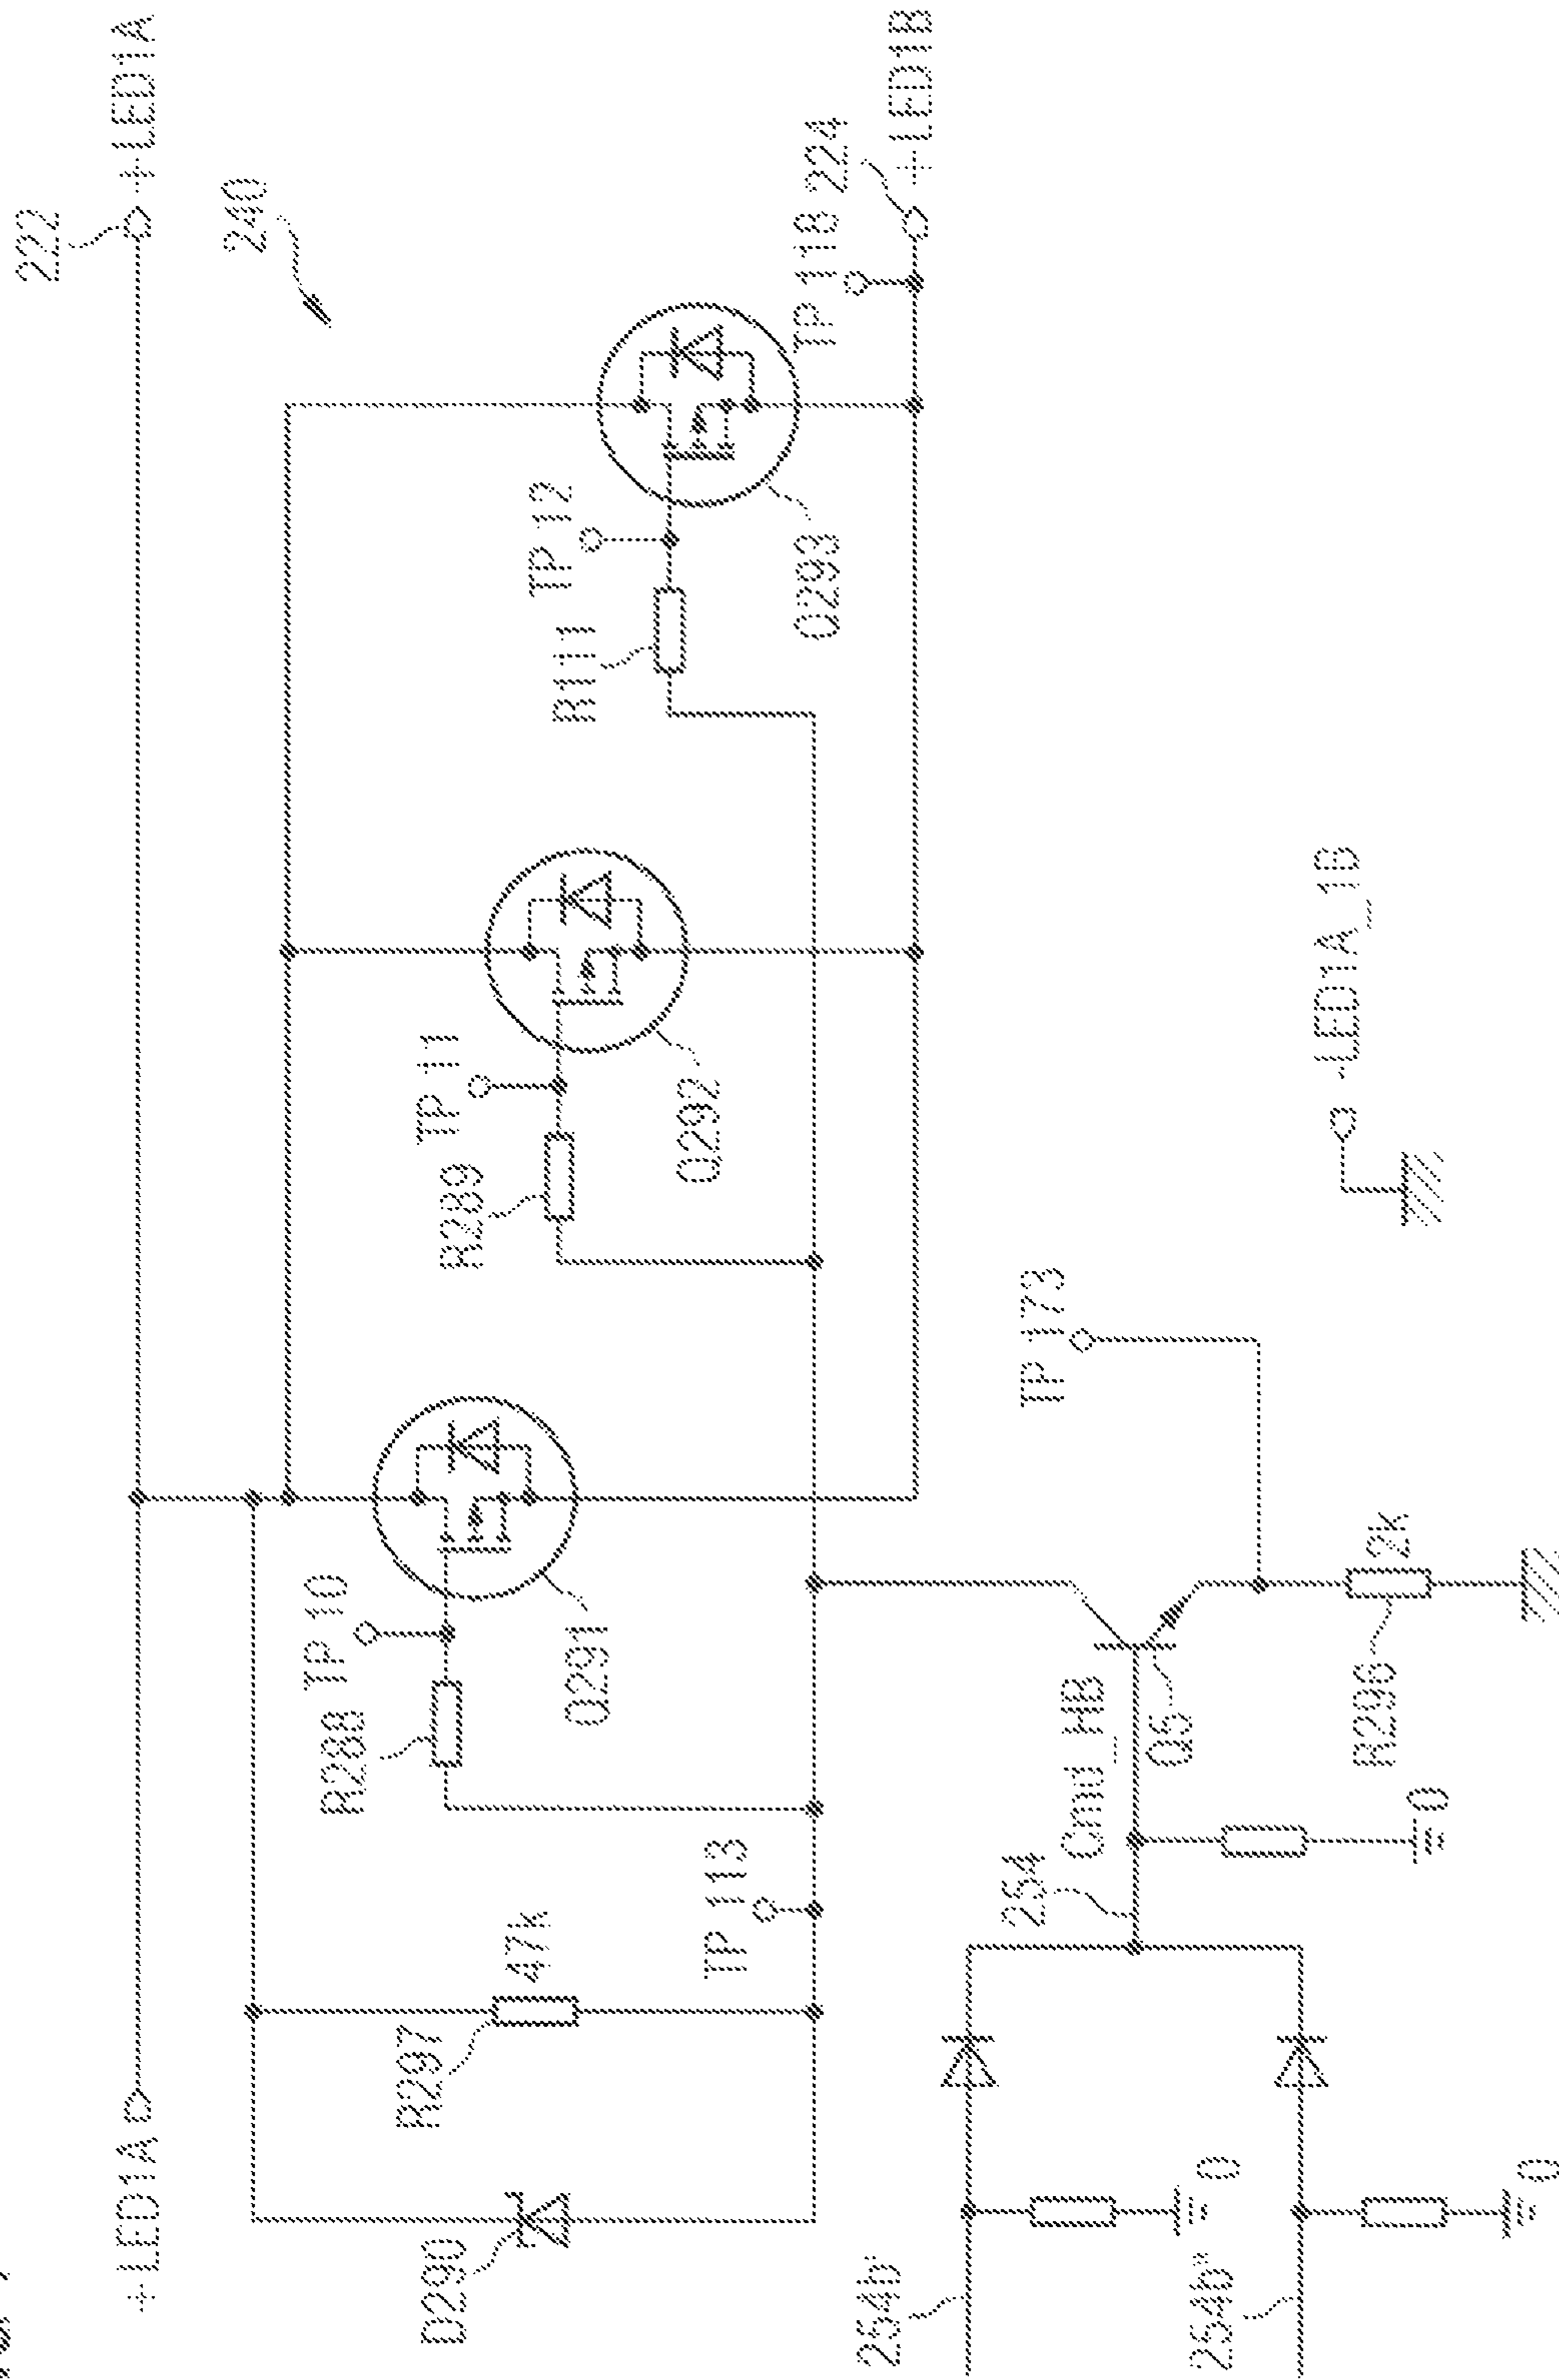 222
+LED1A
+LED1A
240
TP 118
224
+LED1B
TP 12
R111
Q293
TP 11
R289
Q292
TP 10
R288
Q291
TP 113
47k
R297
D290
TP 173
-LED1A_1B
Cmd_HB
254
Q5
2k
R296
0
254b'
0
254b"
0